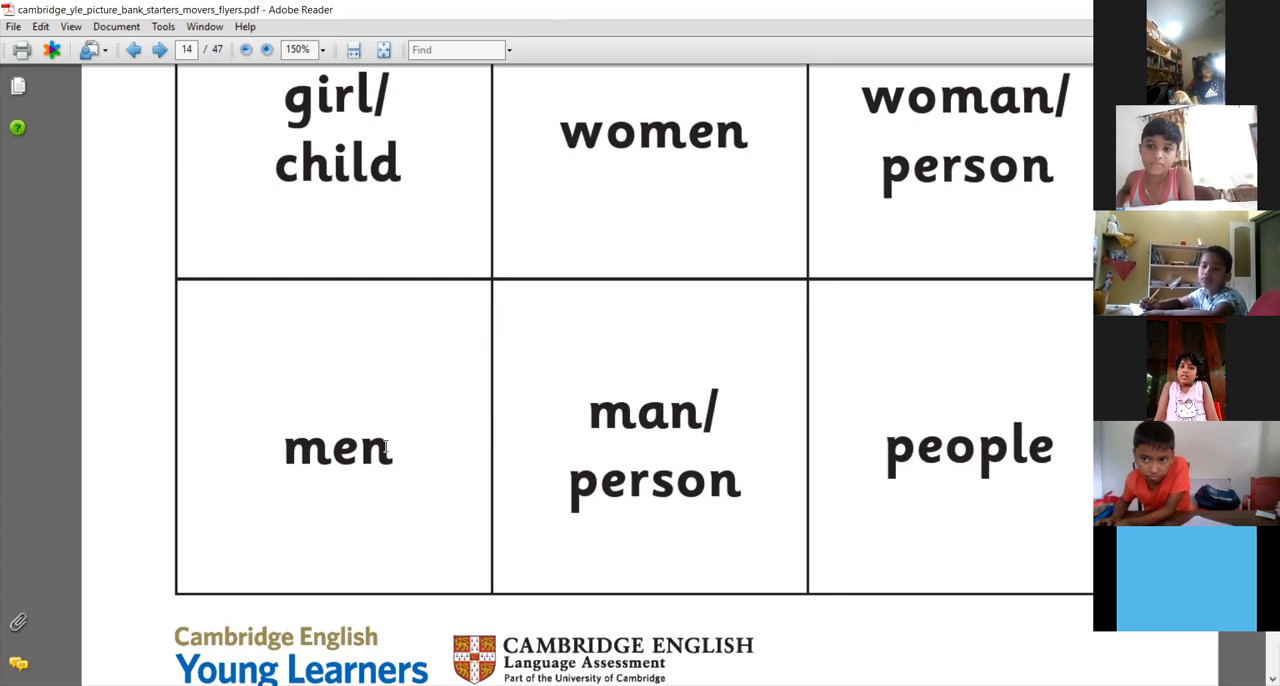 cambridge_yle_picture_bank_starters_movers_flyers.pdf - Adobe Reader
File Edit View Document Tools Window Help
14 / 47 150% Find
girl/
child
women
woman/
person
men
man/
person
people
Cambridge English
Young Learners
CAMBRIDGE ENGLISH
Language Assessment
Part of the University of Cambridge